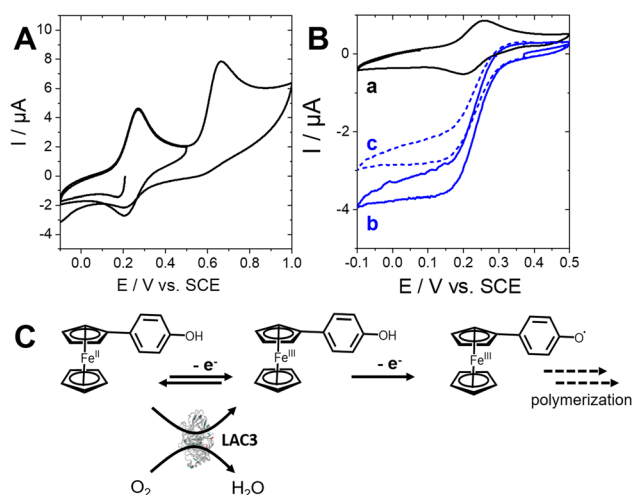 A
B
I / μA
8
6
4
2
0
-2
-4
0.0
0.2
0.4
0.6
0.8
1.0
E / V vs. SCE
I / μA
0
-2
-4
a
c
b
-0.1
0.0
0.1
0.2
0.3
0.4
0.5
E / V vs. SCE
C
OH
Fe^II
- e-
OH
Fe^III
- e-
O•
Fe^III
polymerization
LAC3
O2
H2O